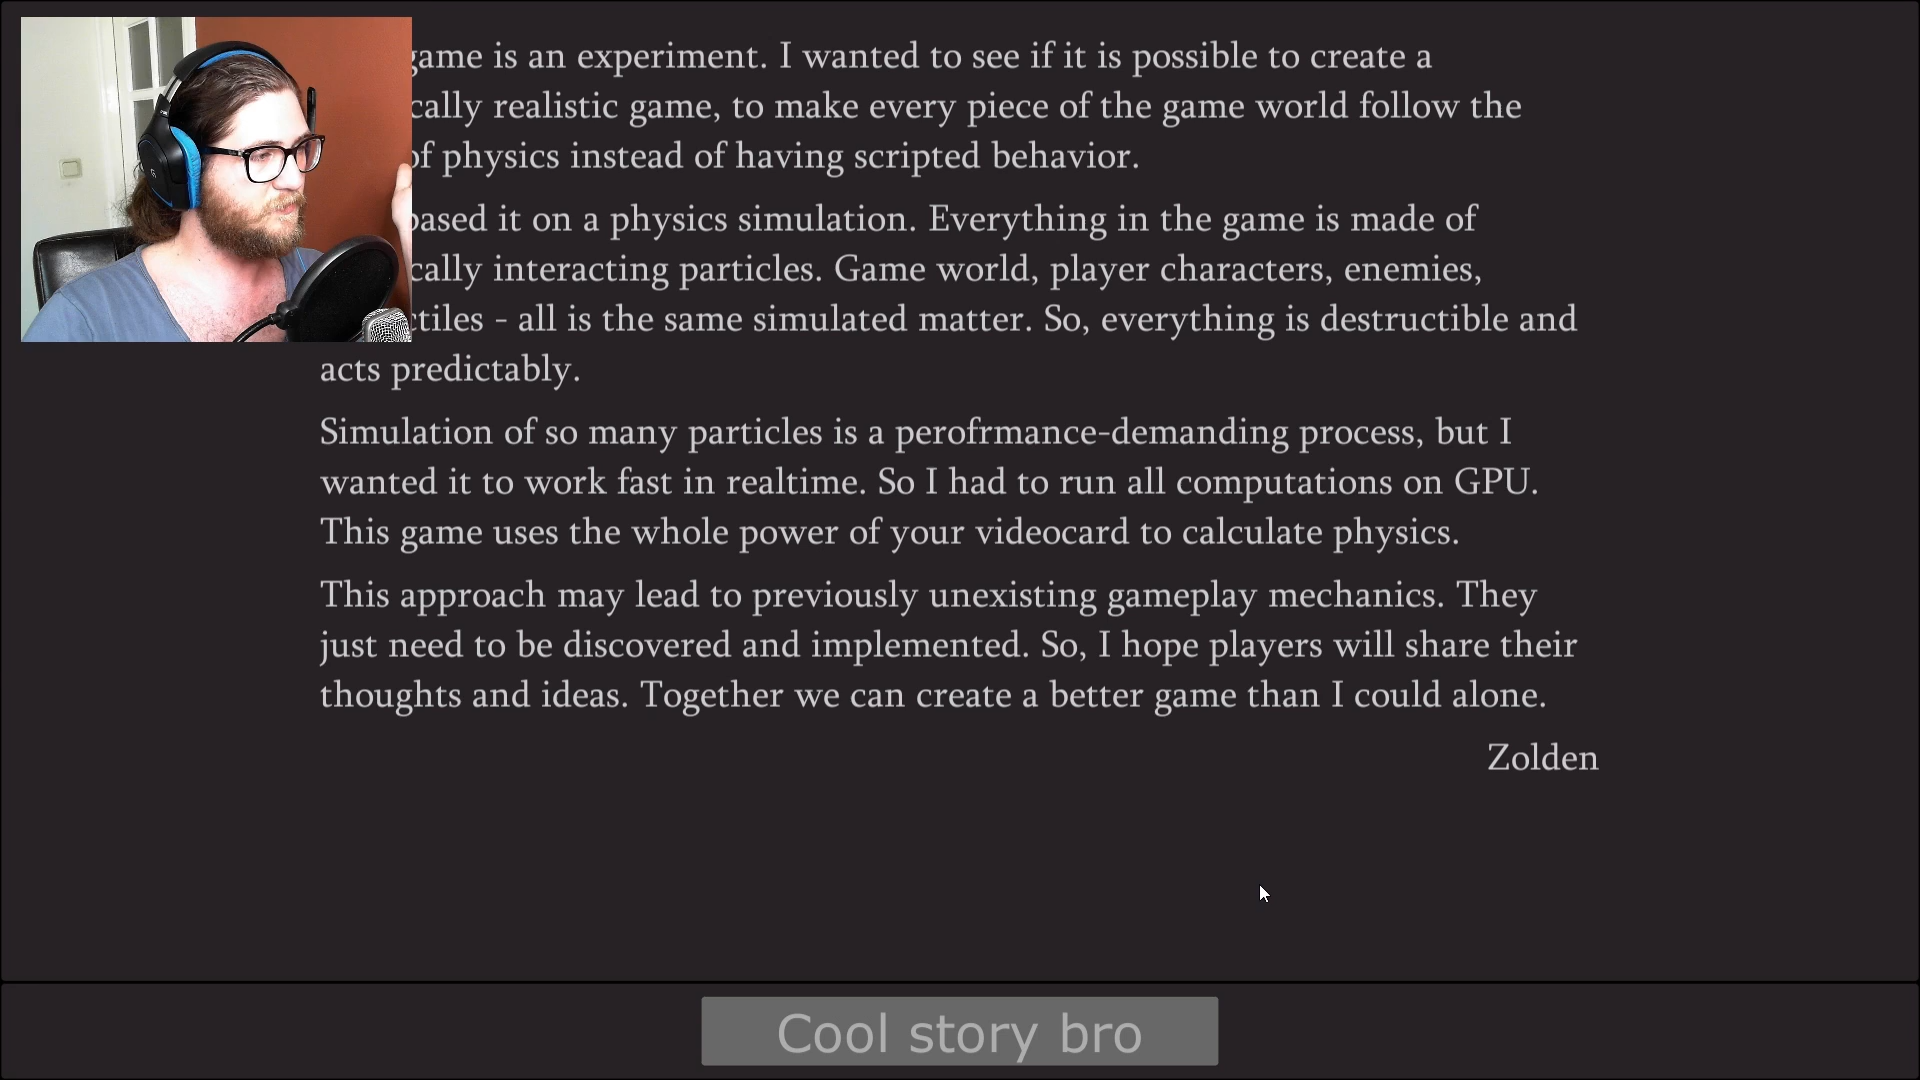 game is an experiment. I wanted to see if it is possible to create a
cally realistic game, to make every piece of the game world follow the
of physics instead of having scripted behavior.
based it on a physics simulation. Everything in the game is made of
cally interacting particles. Game world, player characters, enemies,
ctiles - all is the same simulated matter. So, everything is destructible and
acts predictably.
Simulation of so many particles is a perofrmance-demanding process, but I
wanted it to work fast in realtime. So I had to run all computations on GPU.
This game uses the whole power of your videocard to calculate physics.
This approach may lead to previously unexisting gameplay mechanics. They
just need to be discovered and implemented. So, I hope players will share their
thoughts and ideas. Together we can create a better game than I could alone.
Zolden
Cool story bro